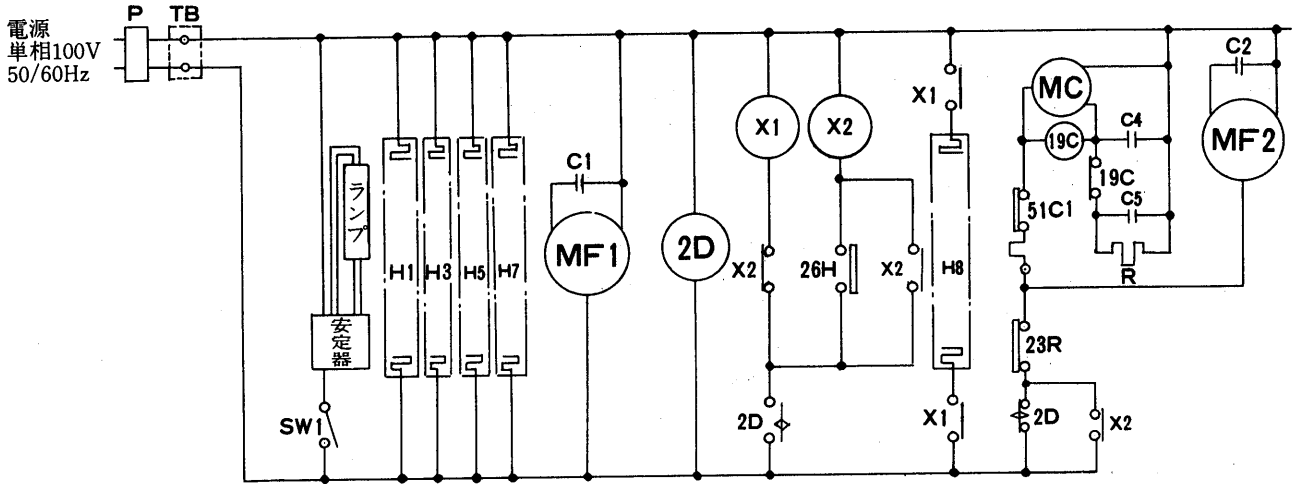 電源
単相100V
50/60Hz
P
TB
ランプ
安定器
SW1
H1
H3
H5
H7
C1
MF1
2D
X1
X2
X2
26H
X2
2D
X1
H8
X1
MC
19C
C4
19C
C5
51C1
R
23R
2D
X2
C2
MF2